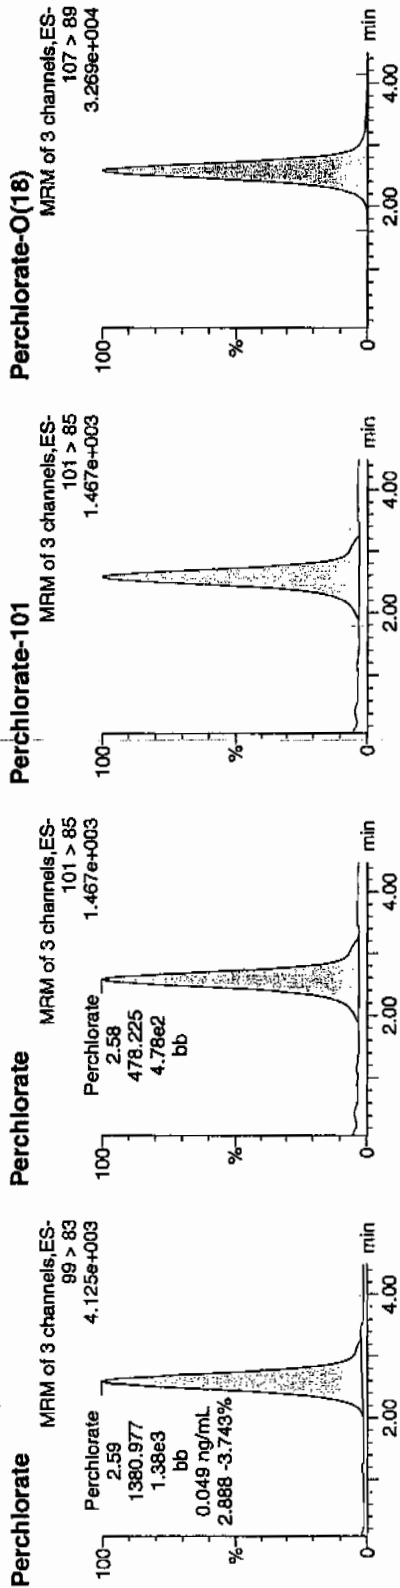 Perchlorate
MRM of 3 channels,ES-
99 > 83
4.125e+003
100
Perchlorate
2.59
1380.977
1.38e3
bb
0.049 ng/mL
2.888 -3.743%
%
0
2.00
4.00
min
Perchlorate
MRM of 3 channels,ES-
101 > 85
1.467e+003
100
Perchlorate
2.58
478.225
4.78e2
bb
%
0
2.00
4.00
min
Perchlorate-101
MRM of 3 channels,ES-
101 > 85
1.467e+003
100
%
0
2.00
4.00
min
Perchlorate-O(18)
MRM of 3 channels,ES-
107 > 89
3.269e+004
100
%
0
2.00
4.00
min